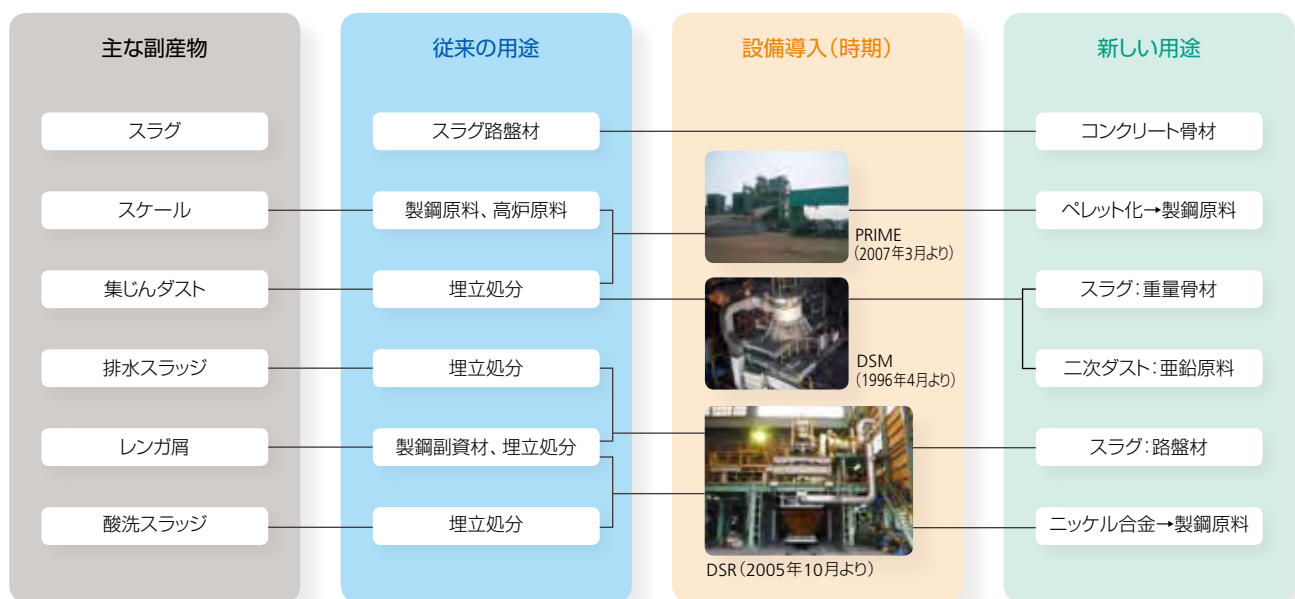 主な副産物
従来の用途
設備導入（時期）
新しい用途
スラグ
スラグ路盤材
コンクリート骨材
スケール
製鋼原料、高炉原料
PRIME
（2007年3月より）
ペレット化→製鋼原料
集じんダスト
埋立処分
スラグ：重量骨材
排水スラッジ
埋立処分
DSM
（1996年4月より）
二次ダスト：亜鉛原料
レンガ屑
製鋼副資材、埋立処分
スラグ：路盤材
酸洗スラッジ
埋立処分
ニッケル合金→製鋼原料
DSR（2005年10月より）